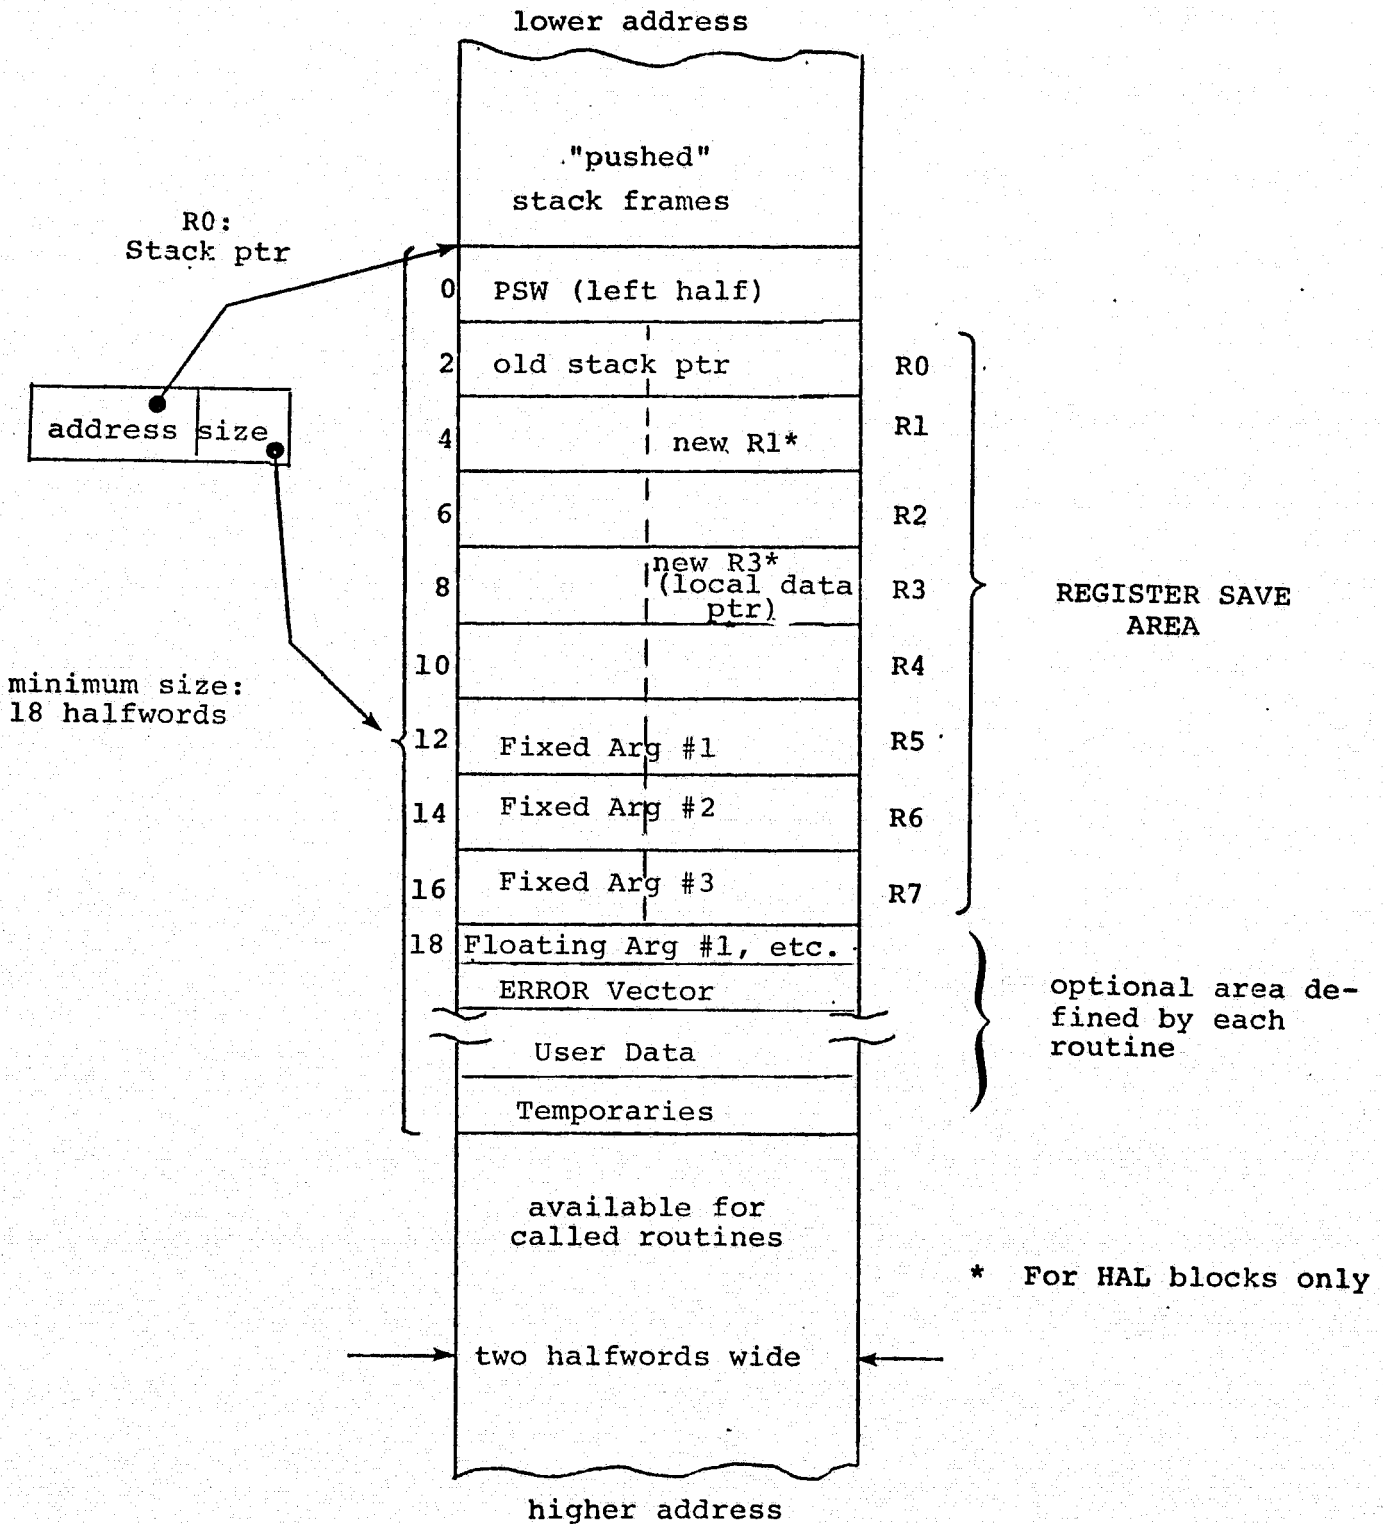 lower address
"pushed"
stack frames
R0:
Stack ptr
address size
minimum size:
18 halfwords
0 PSW (left half)
2 old stack ptr R0
4 new R1* R1
6 R2
8 new R3* R3
(local data
ptr)
10 R4
12 Fixed Arg #1 R5
14 Fixed Arg #2 R6
16 Fixed Arg #3 R7
REGISTER SAVE
AREA
18 Floating Arg #1, etc.
ERROR Vector
User Data
Temporaries
optional area de-
fined by each
routine
available for
called routines
* For HAL blocks only
two halfwords wide
higher address